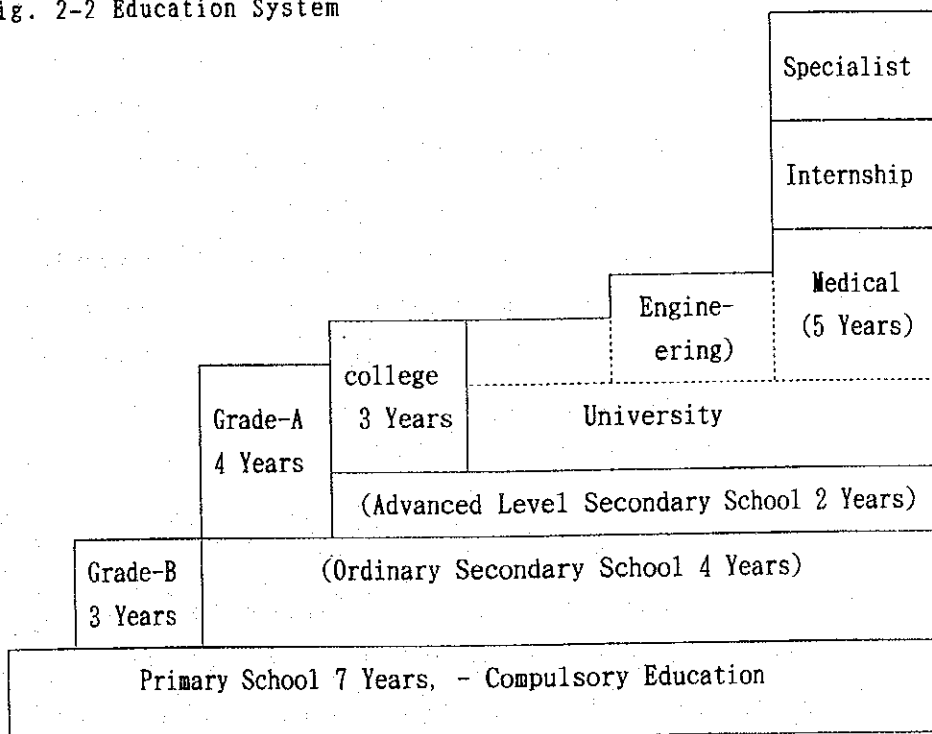 ig. 2-2 Education System
Specialist
Internship
Medical
(5 Years)
Engine-
ering)
college
3 Years
University
Grade-A
4 Years
(Advanced Level Secondary School 2 Years)
Grade-B
3 Years
(Ordinary Secondary School 4 Years)
Primary School 7 Years, - Compulsory Education